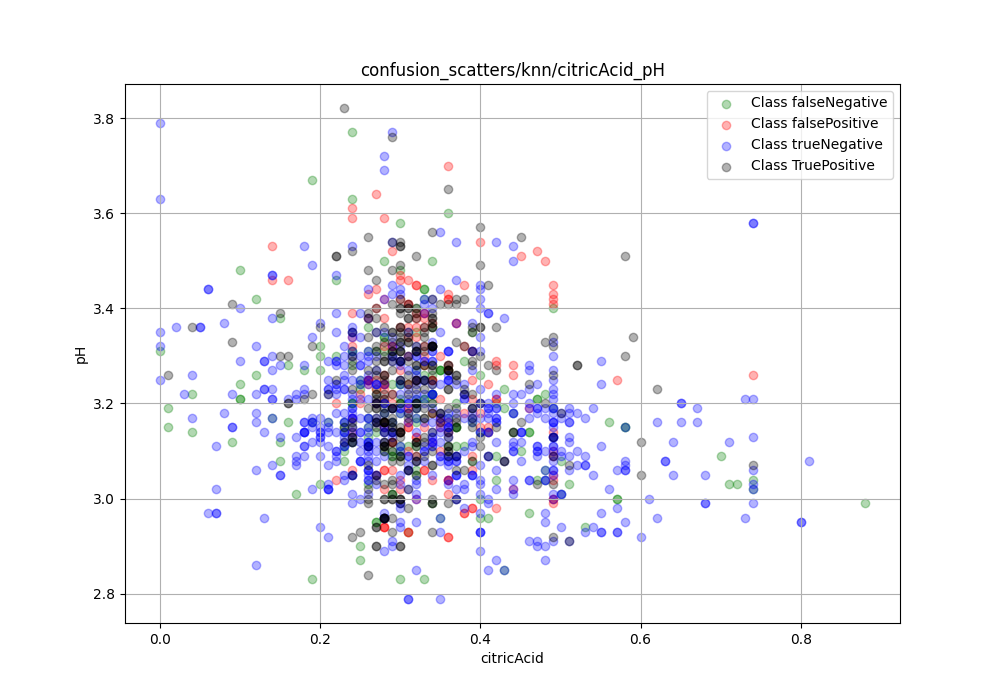 confusion_scatters/knn/citricAcid_pH
Class falseNegative
Class falsePositive
Class trueNegative
Class TruePositive
3.8
3.6
3.4
3.2
3.0
2.8
pH
0.0 0.2 0.4 0.6 0.8
citricAcid